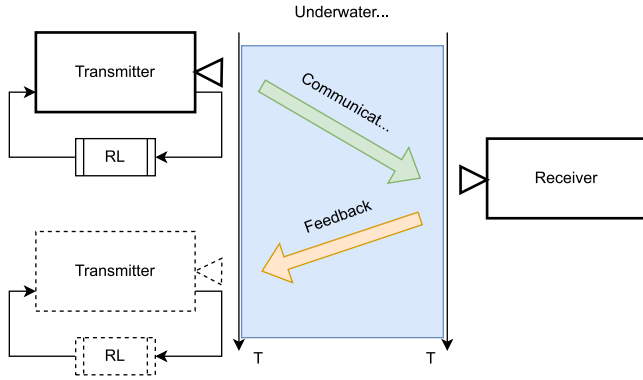 Underwater...
Transmitter
Communicat...
RL
Receiver
Feedback
Transmitter
RL
T
T